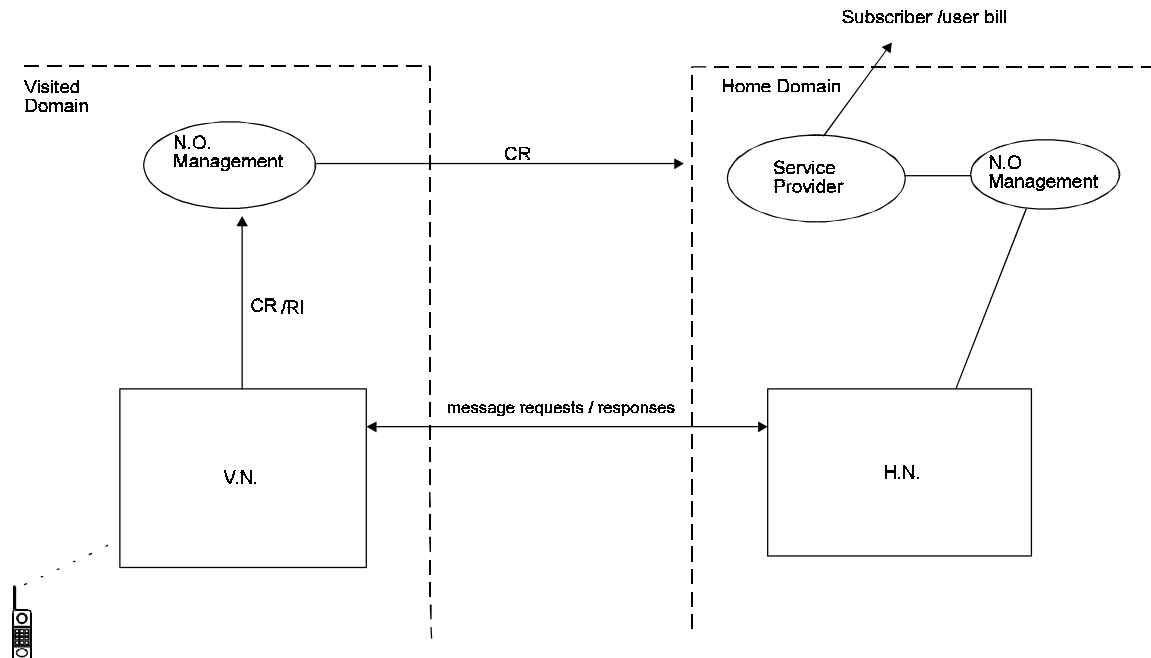 Subscriber /user bill
Visited
Domain
Home Domain
N.O.
Management
CR
Service
Provider
N.O
Management
CR /RI
message requests / responses
V.N.
H.N.